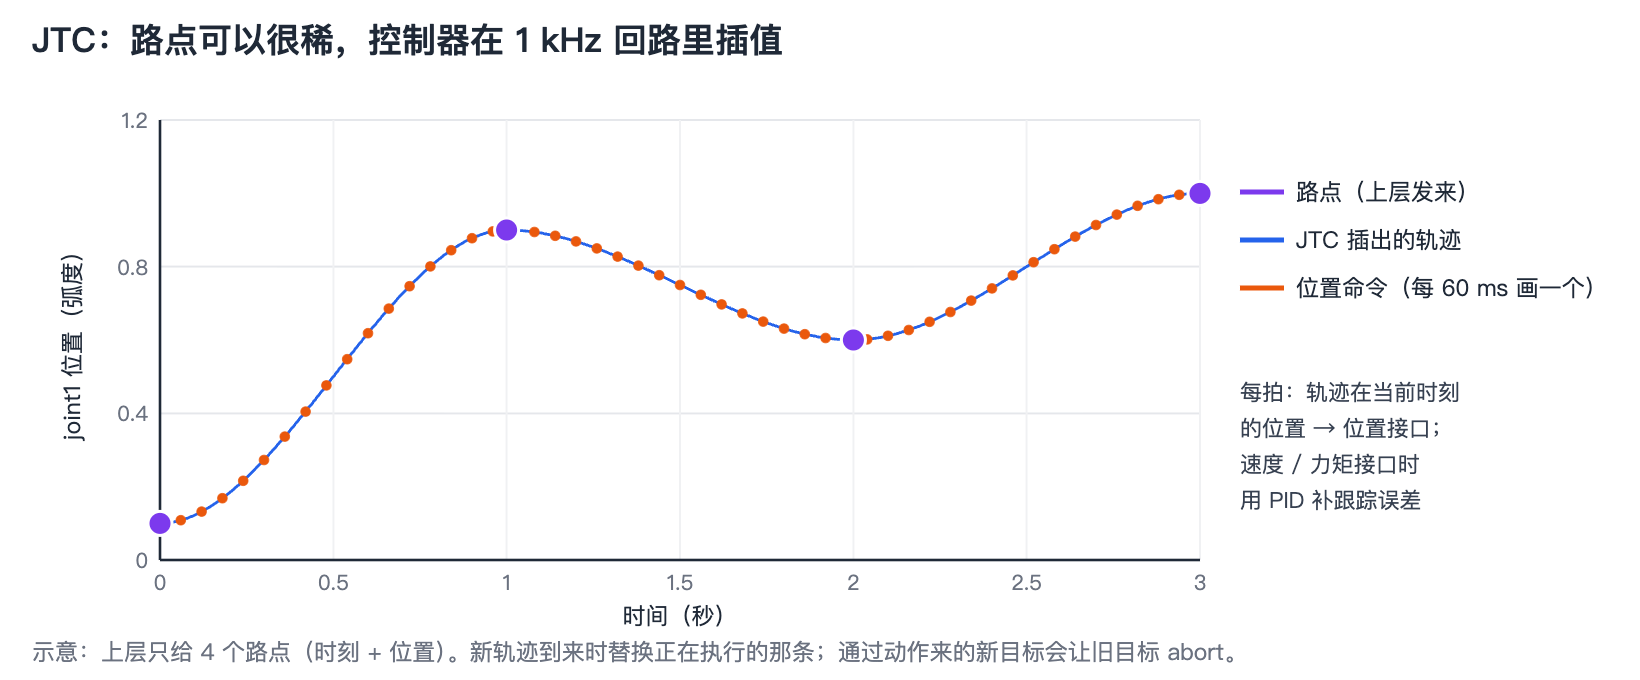 JTC：路点可以很稀，控制器在 1 kHz 回路里插值
1.2
0.8
0.4
0
joint1 位置（弧度）
0
0.5
1
1.5
2
2.5
3
时间（秒）
路点（上层发来）
JTC 插出的轨迹
位置命令（每 60 ms 画一个）
每拍：轨迹在当前时刻
的位置 → 位置接口；
速度 / 力矩接口时
用 PID 补跟踪误差
示意：上层只给 4 个路点（时刻 + 位置）。新轨迹到来时替换正在执行的那条；通过动作来的新目标会让旧目标 abort。